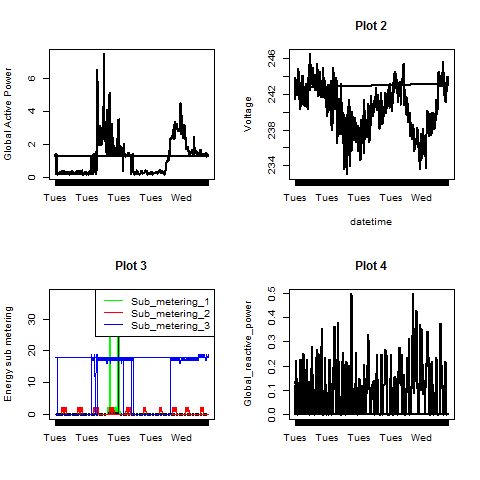 Global Active Power
0 2 4 6
Tues Tues Tues Tues Wed
Plot 2
Voltage
234 238 242 246
Tues Tues Tues Tues Wed
datetime
Plot 3
Energy sub metering
0 10 20 30
Sub_metering_1
Sub_metering_2
Sub_metering_3
Tues Tues Tues Tues Wed
Plot 4
Global_reactive_power
0.0 0.1 0.2 0.3 0.4 0.5
Tues Tues Tues Tues Wed